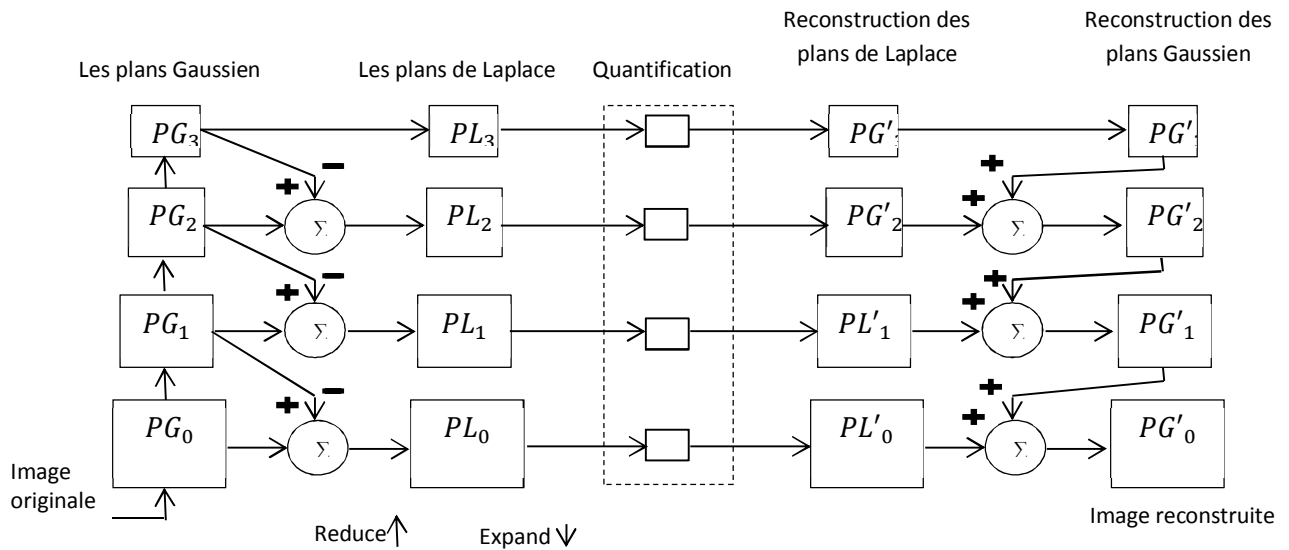 Les plans Gaussien
Les plans de Laplace
Quantification
Reconstruction des
plans de Laplace
Reconstruction des
plans Gaussien
PG₃
PL₃
PG'
PG'
− +
+
PG₂
Σ
PL₂
PG'₂
+
Σ
PG'₂
− +
+
PG₁
Σ
PL₁
PL'₁
+
Σ
PG'₁
− +
+
PG₀
Σ
PL₀
PL'₀
+
Σ
PG'₀
Image
originale
Reduce
Expand
Image reconstruite